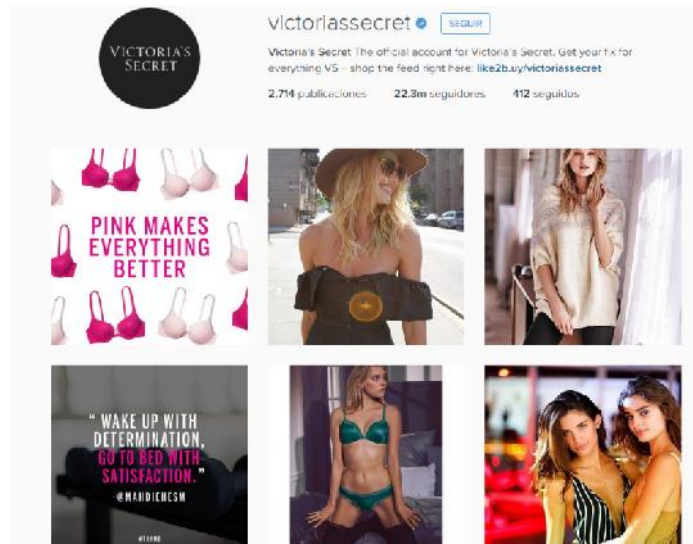 VICTORIA'S
SECRET
victoriassecret
SEGUIR
Victoria's Secret The official account for Victoria's Secret. Get your fix for
everything VS – shop the feed right here: like2b.uy/victoriassecret
2,714 publicaciones 22.3m seguidores 412 seguidos
PINK MAKES
EVERYTHING
BETTER
" WAKE UP WITH
DETERMINATION,
GO TO BED WITH
SATISFACTION."